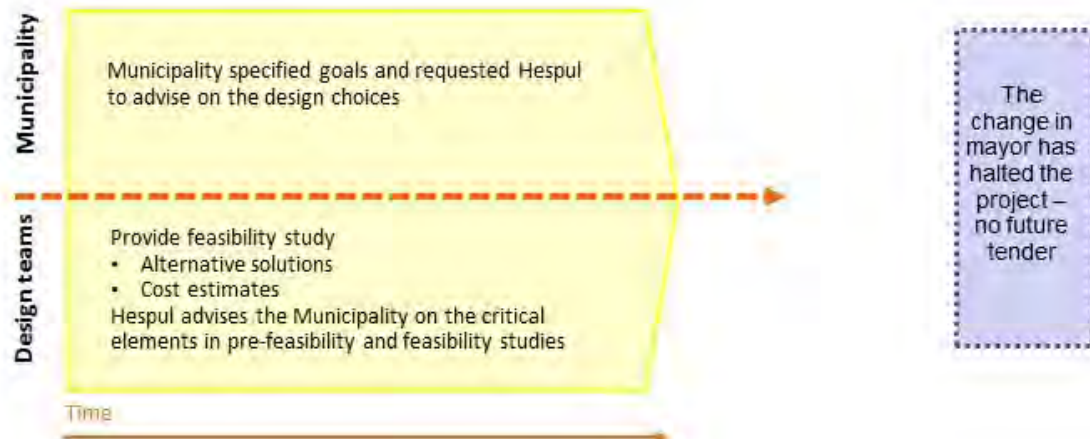 Municipality
Municipality specified goals and requested Hespul
to advise on the design choices
Design teams
Provide feasibility study
• Alternative solutions
• Cost estimates
Hespul advises the Municipality on the critical
elements in pre-feasibility and feasibility studies
Time
The
change in
mayor has
halted the
project –
no future
tender